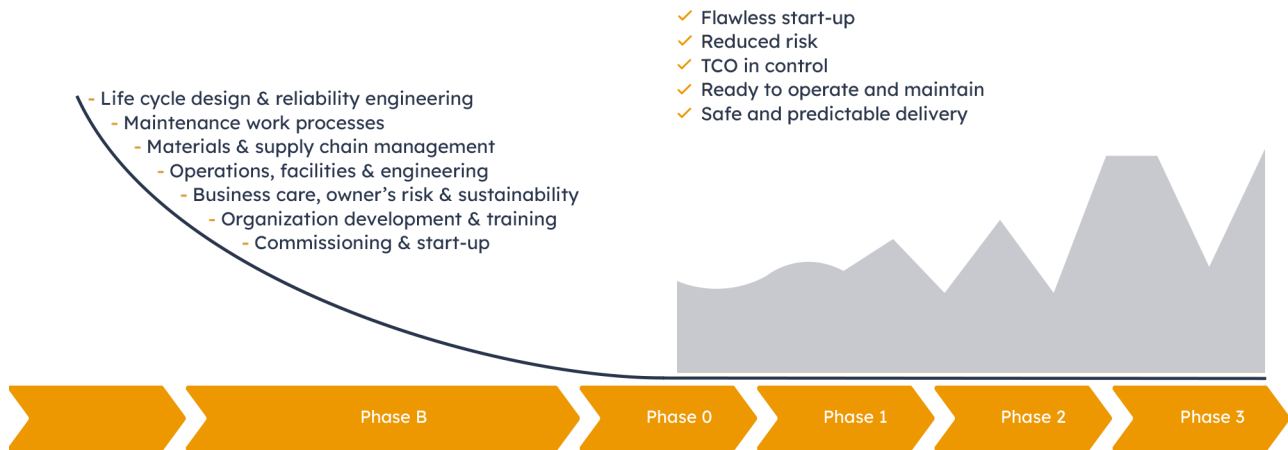 Flawless start-up
Reduced risk
TCO in control
Ready to operate and maintain
Safe and predictable delivery
- Life cycle design & reliability engineering
- Maintenance work processes
- Materials & supply chain management
- Operations, facilities & engineering
- Business care, owner’s risk & sustainability
- Organization development & training
- Commissioning & start-up
Phase B
Phase 0
Phase 1
Phase 2
Phase 3